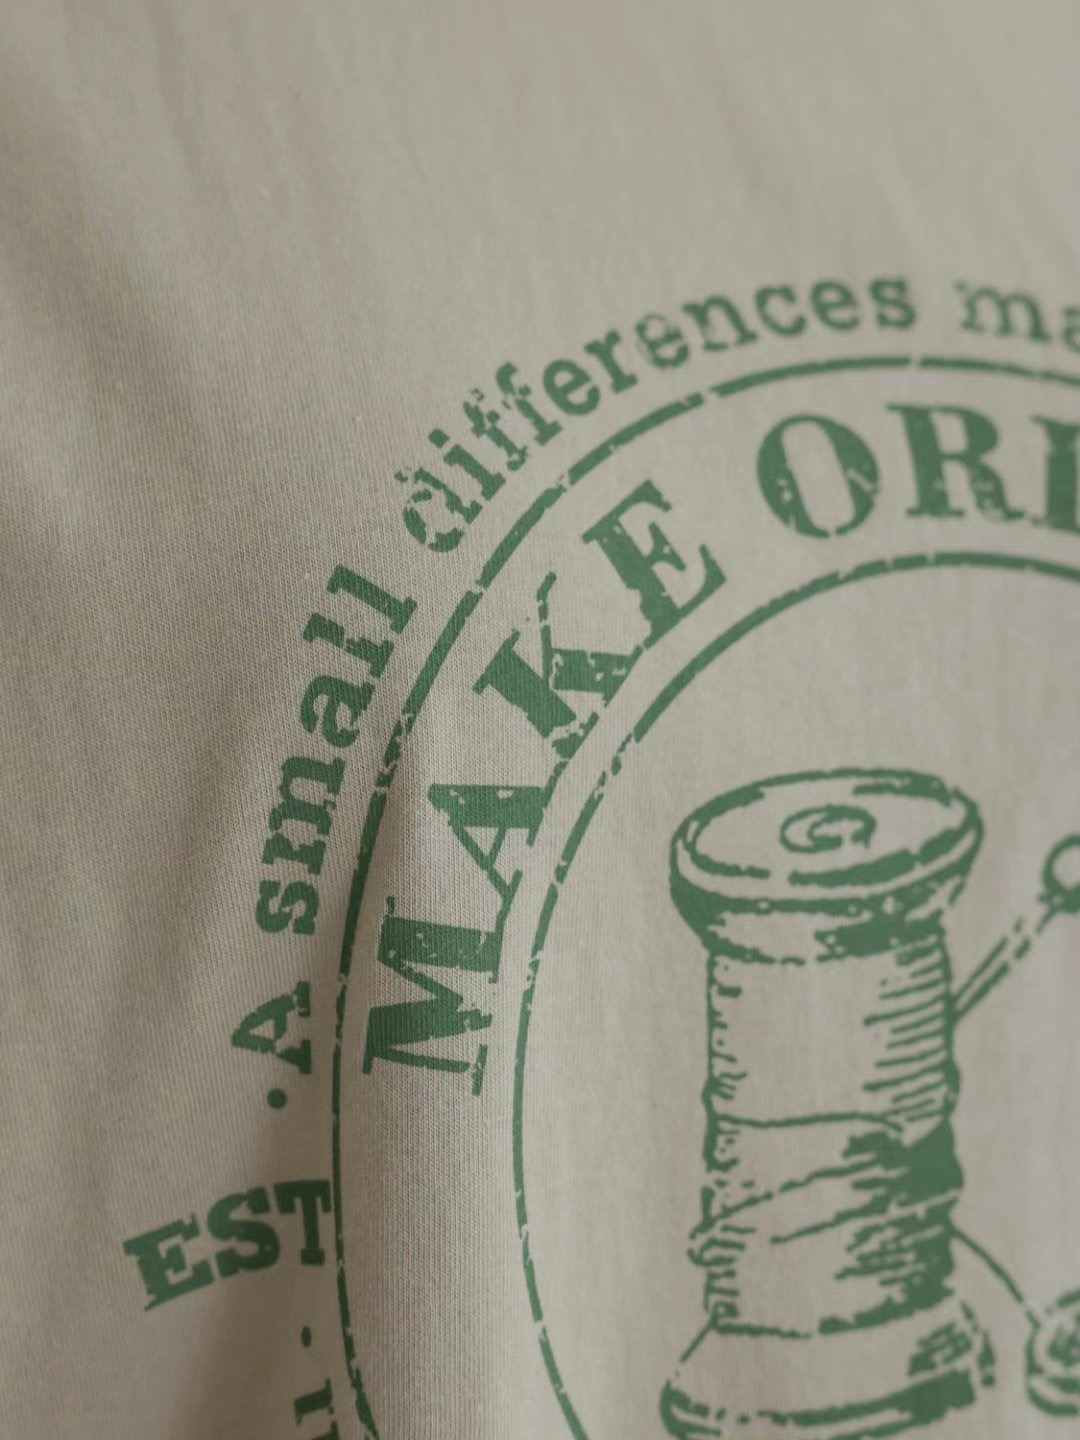 A small differences ma
MAKE ORI
EST